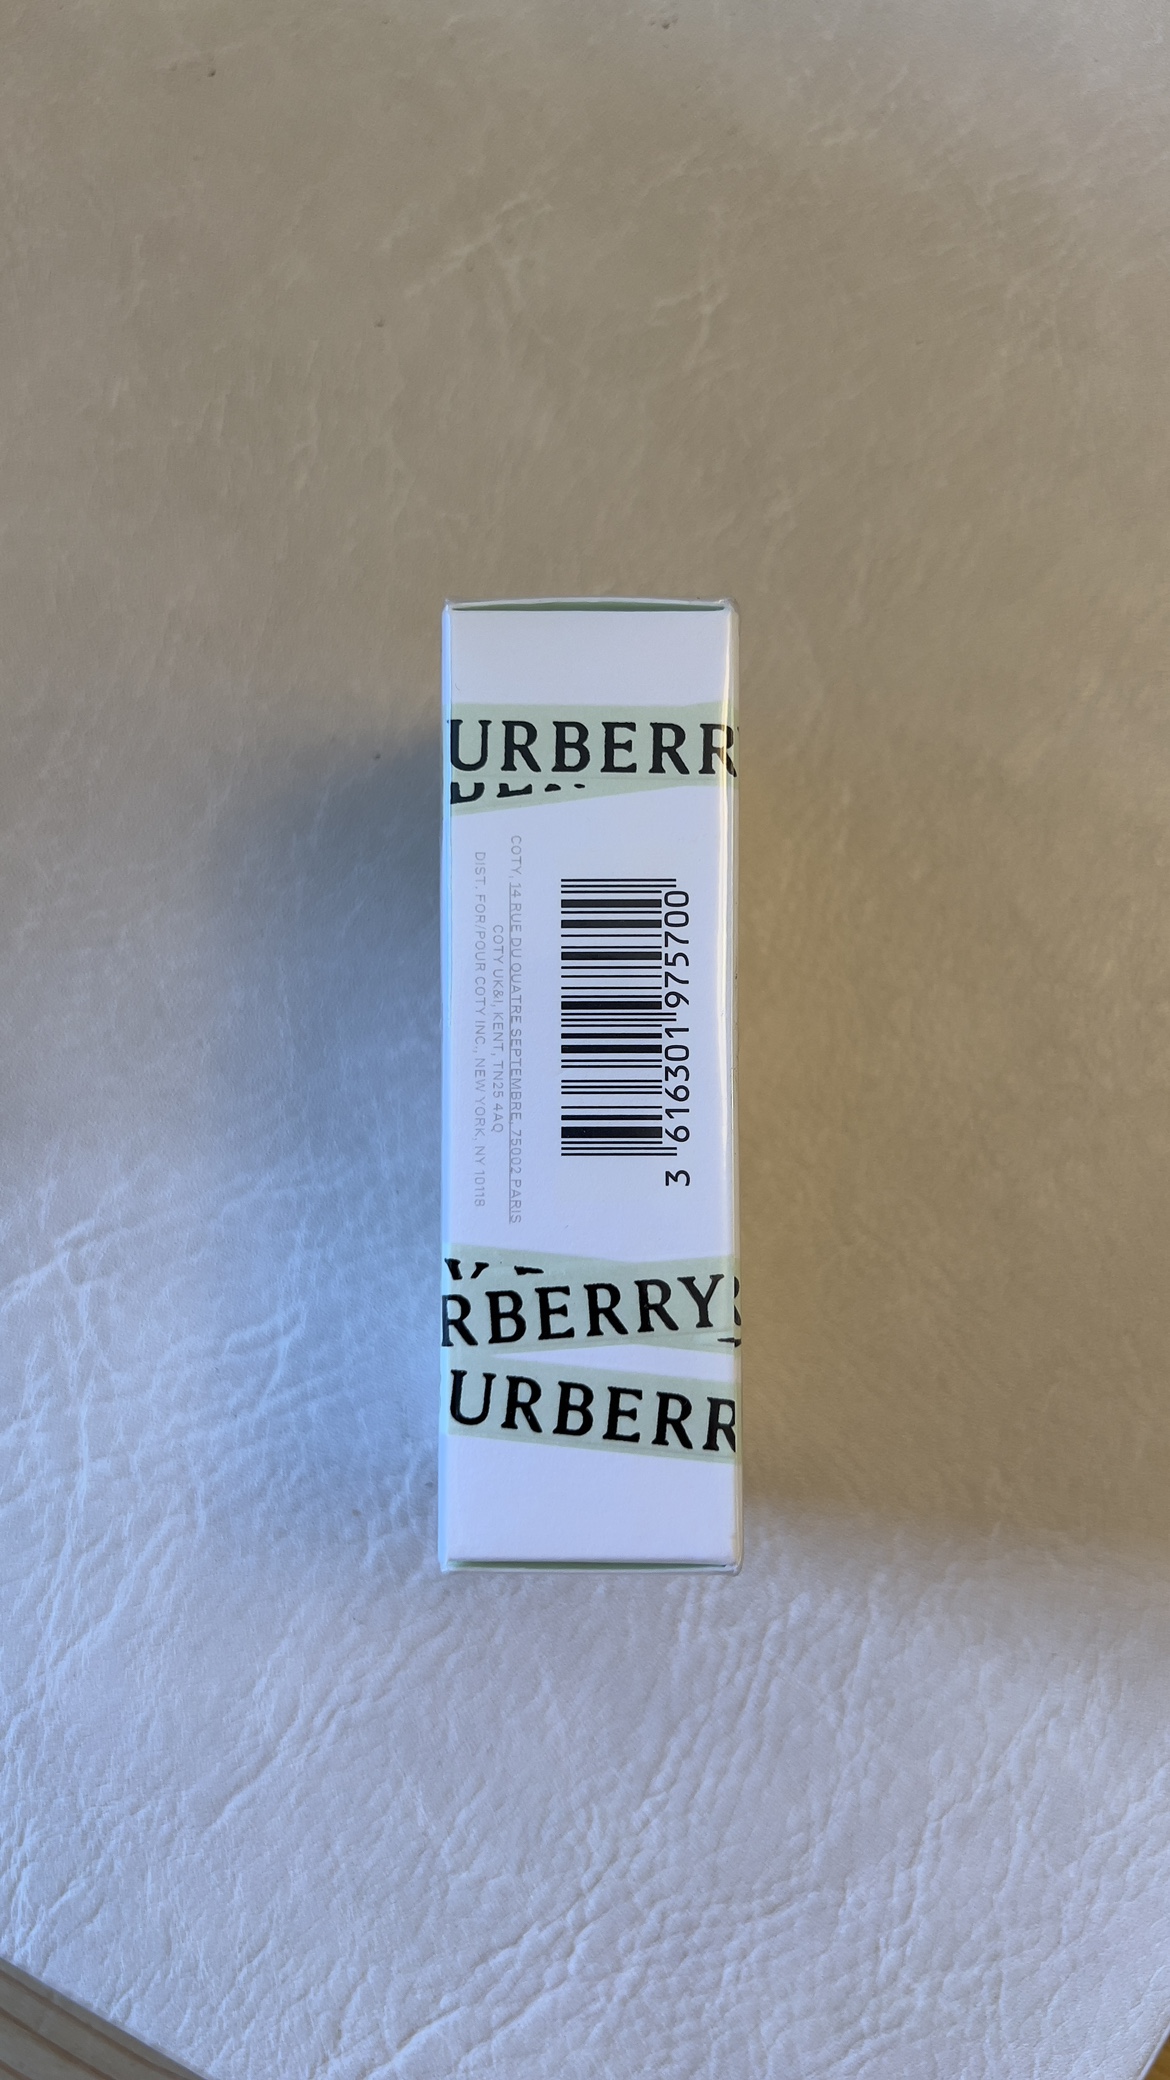 URBERR
3 616301 975700
COTY, 14 RUE DU QUATRE SEPTEMBRE, 75002 PARIS
COTY UK&I, KENT, TN25 4AQ
DIST. FOR/POUR COTY INC., NEW YORK, NY 10118
RBERRY
URBERR